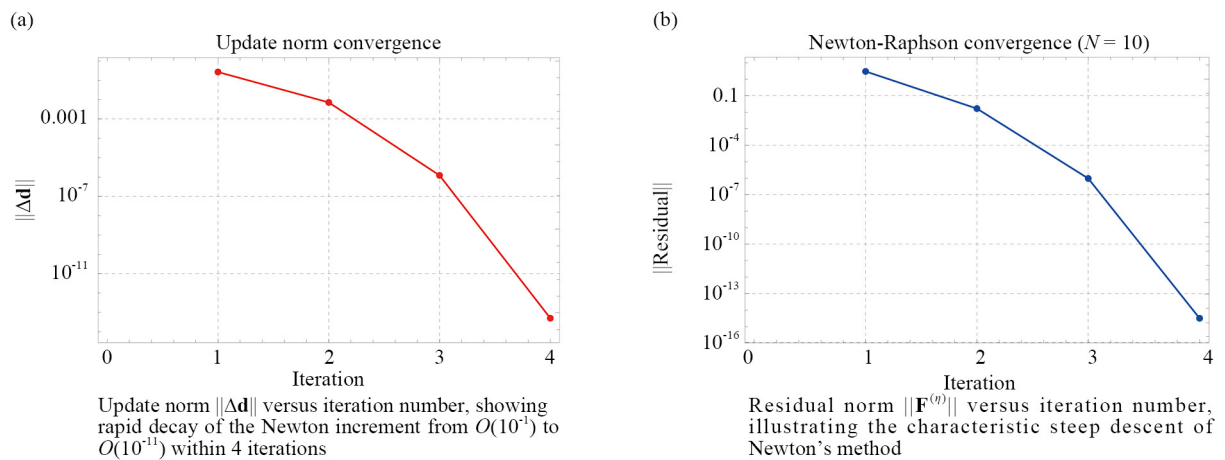 (a)
Update norm convergence
0.001
10⁻⁷
10⁻¹¹
||Δd||
0 1 2 3 4
Iteration
Update norm ||Δd|| versus iteration number, showing
rapid decay of the Newton increment from O(10⁻¹) to
O(10⁻¹¹) within 4 iterations
(b)
Newton-Raphson convergence (N = 10)
0.1
10⁻⁴
10⁻⁷
10⁻¹⁰
10⁻¹³
10⁻¹⁶
||Residual||
0 1 2 3 4
Iteration
Residual norm ||F⁽ᶯ⁾|| versus iteration number,
illustrating the characteristic steep descent of
Newton's method